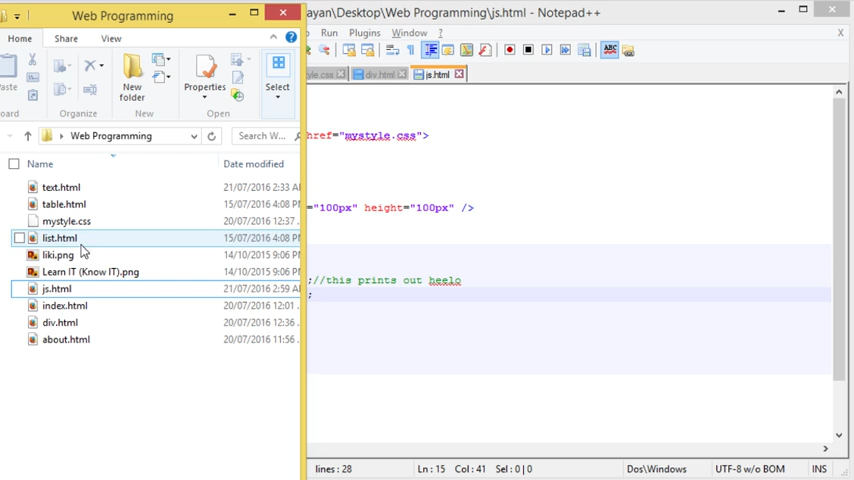 Web Programming
ayan\Desktop\Web Programming\js.html - Notepad++
Home Share View
Run Plugins Window ?
X
New folder
Properties
Select
Organize
Open
yle.css
div.html
js.html
Web Programming
Search W...
Name
Date modified
text.html 21/07/2016 2:33
table.html 15/07/2016 4:08 P
mystyle.css 20/07/2016 12:37
list.html 15/07/2016 4:08 P
liki.png 14/10/2015 9:06 P
Learn IT (Know IT).png 14/10/2015 9:06 P
js.html 21/07/2016 2:59
index.html 20/07/2016 12:01
div.html 20/07/2016 12:36
about.html 20/07/2016 11:56
href="mystyle.css">
="100px" height="100px" />
;//this prints out heelo
;
lines : 28 Ln : 15 Col : 41 Sel : 0 | 0 Dos\Windows UTF-8 w/o BOM INS